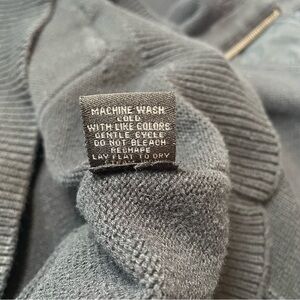 MACHINE WASH
COLD
WITH LIKE COLORS
GENTLE CYCLE
DO NOT BLEACH
RESHAPE
LAY FLAT TO DRY